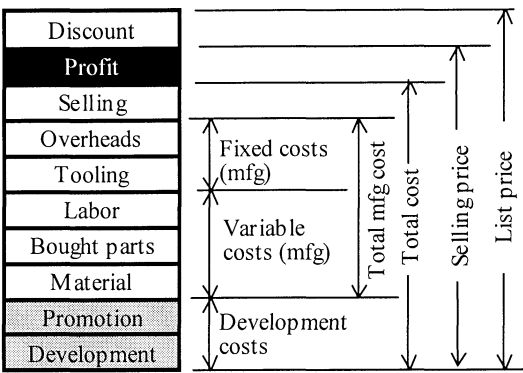 Discount
Profit
Selling
Overheads
Tooling
Labor
Bought parts
Material
Promotion
Development
Fixed costs
(mfg)
Variable
costs (mfg)
Development
costs
Total mfg cost
Total cost
Selling price
List price